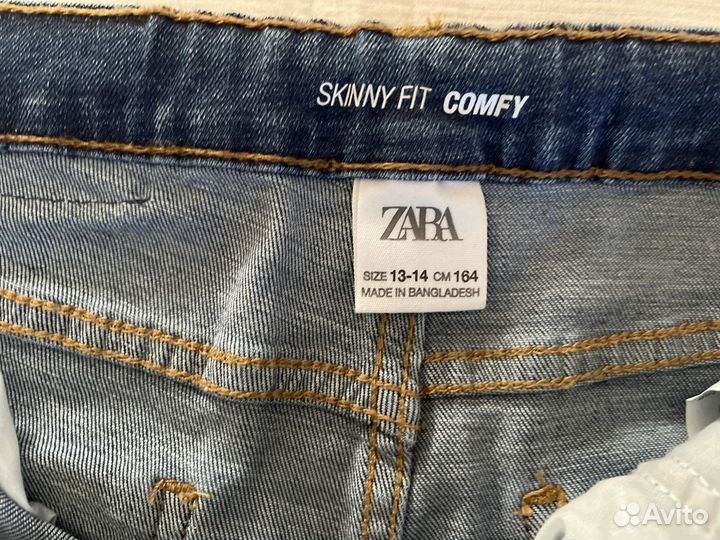 SKINNY FIT COMFY
ZARA
SIZE 13-14 CM 164
MADE IN BANGLADESH
Avito